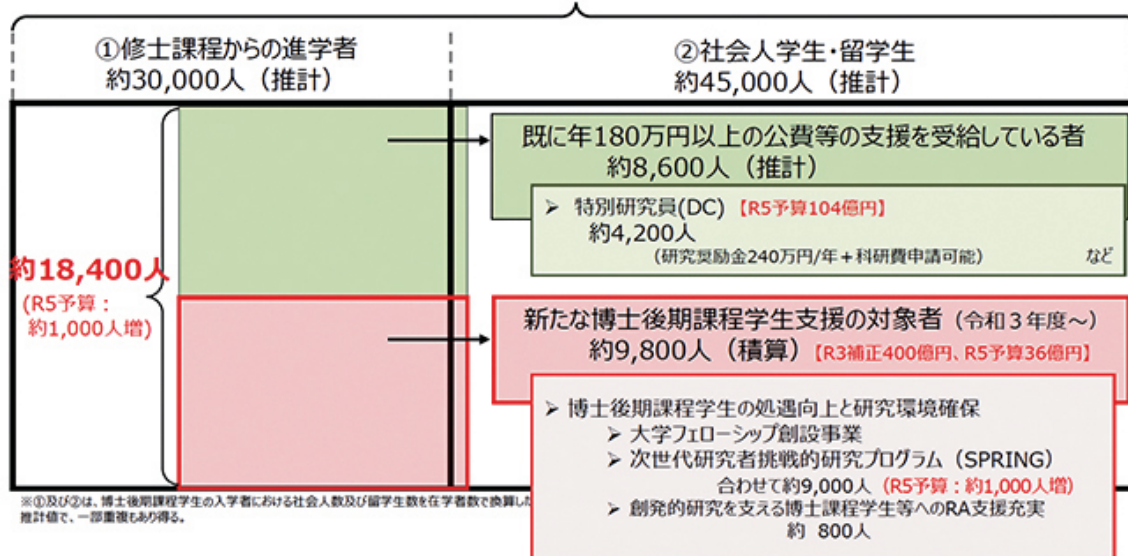 ①修士課程からの進学者
約30,000人（推計）
②社会人学生・留学生
約45,000人（推計）
既に年180万円以上の公費等の支援を受給している者
約8,600人（推計）
➢ 特別研究員(DC) 【R5予算104億円】
約4,200人
（研究奨励金240万円/年＋科研費申請可能） など
約18,400人
(R5予算：
約1,000人増)
新たな博士後期課程学生支援の対象者（令和３年度～）
約9,800人（積算）【R3補正400億円、R5予算36億円】
➢ 博士後期課程学生の処遇向上と研究環境確保
➢ 大学フェローシップ創設事業
➢ 次世代研究者挑戦的研究プログラム（SPRING）
合わせて約9,000人（R5予算：約1,000人増）
➢ 創発的研究を支える博士課程学生等へのRA支援充実
約 800人
※①及び②は、博士後期課程学生の入学者における社会人数及び留学生数を在学者数で換算した
推計値で、一部重複もあり得る。